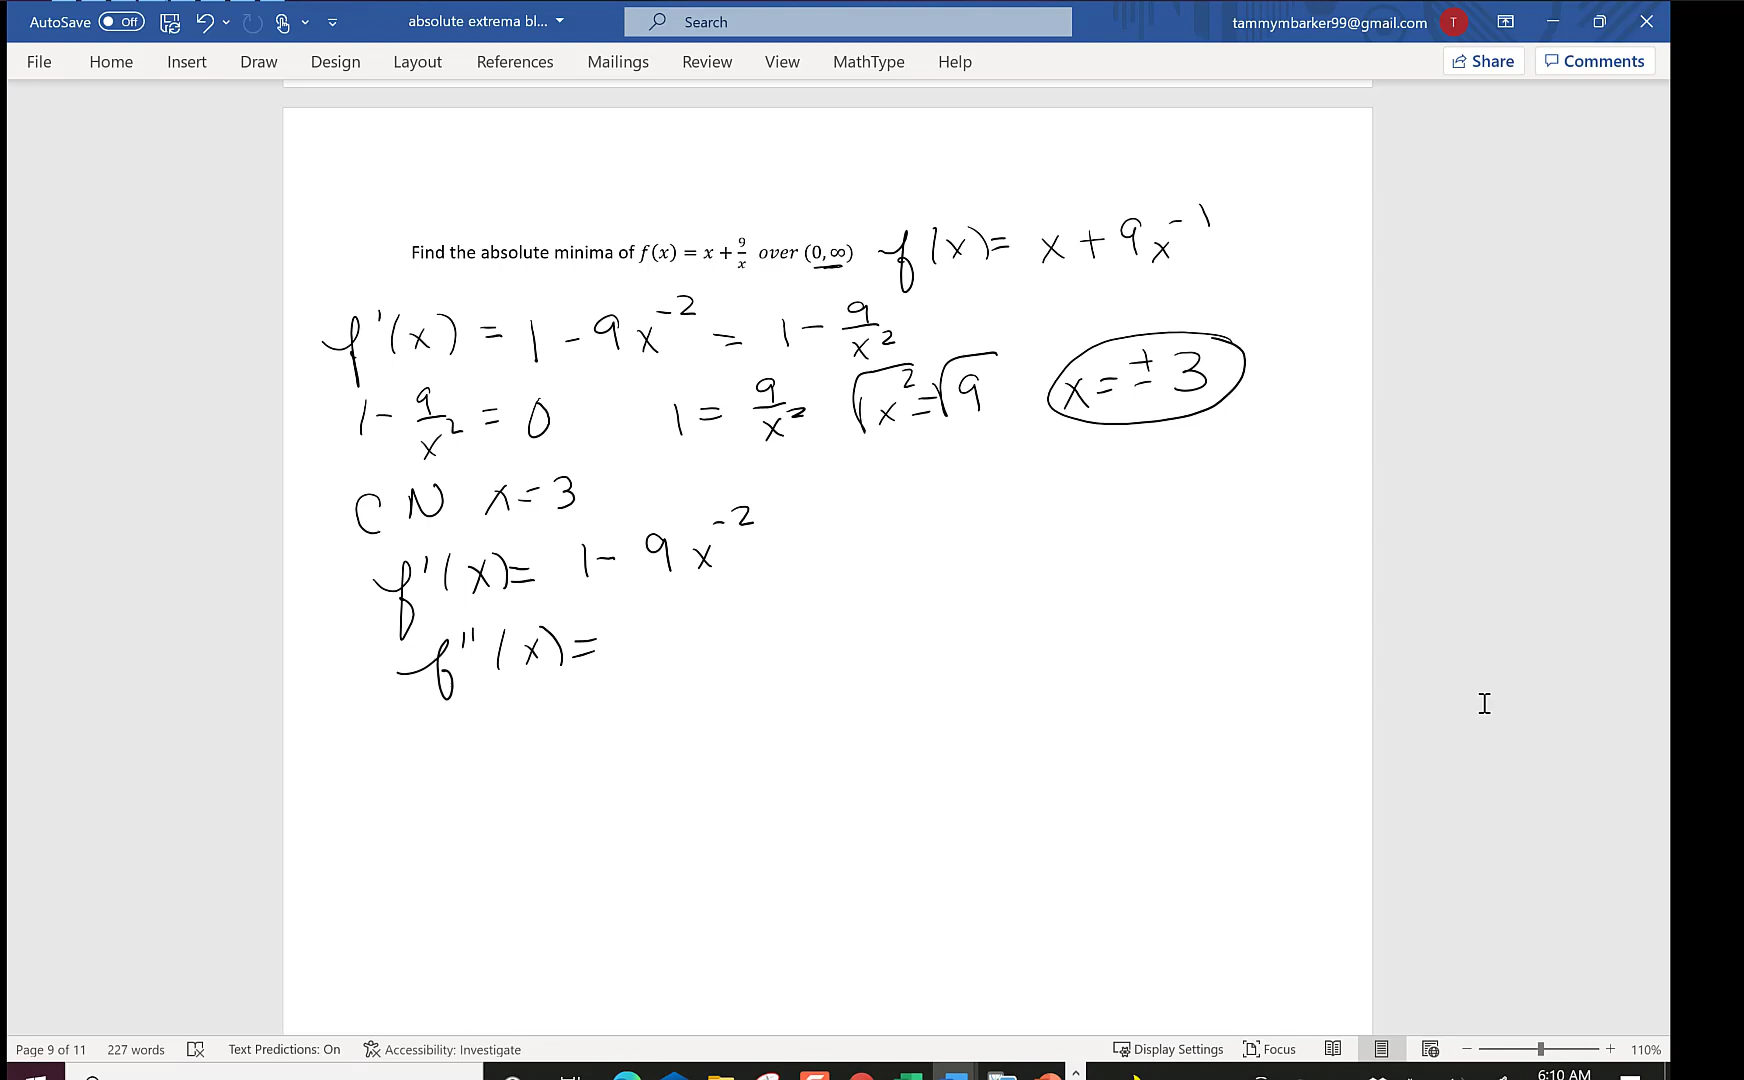 AutoSave Off absolute extrema bl... Search tammymbarker99@gmail.com T
File Home Insert Draw Design Layout References Mailings Review View MathType Help Share Comments
Find the absolute minima of f(x) = x + 9/x over (0,∞) f(x) = x + 9x⁻¹
f'(x) = 1 - 9x⁻² = 1 - 9/x²
1 - 9/x² = 0 1 = 9/x² √x² = √9 x = ± 3
CN x = 3
f'(x) = 1 - 9x⁻²
f''(x) =
Page 9 of 11 227 words Text Predictions: On Accessibility: Investigate Display Settings Focus 110%
6:10 AM